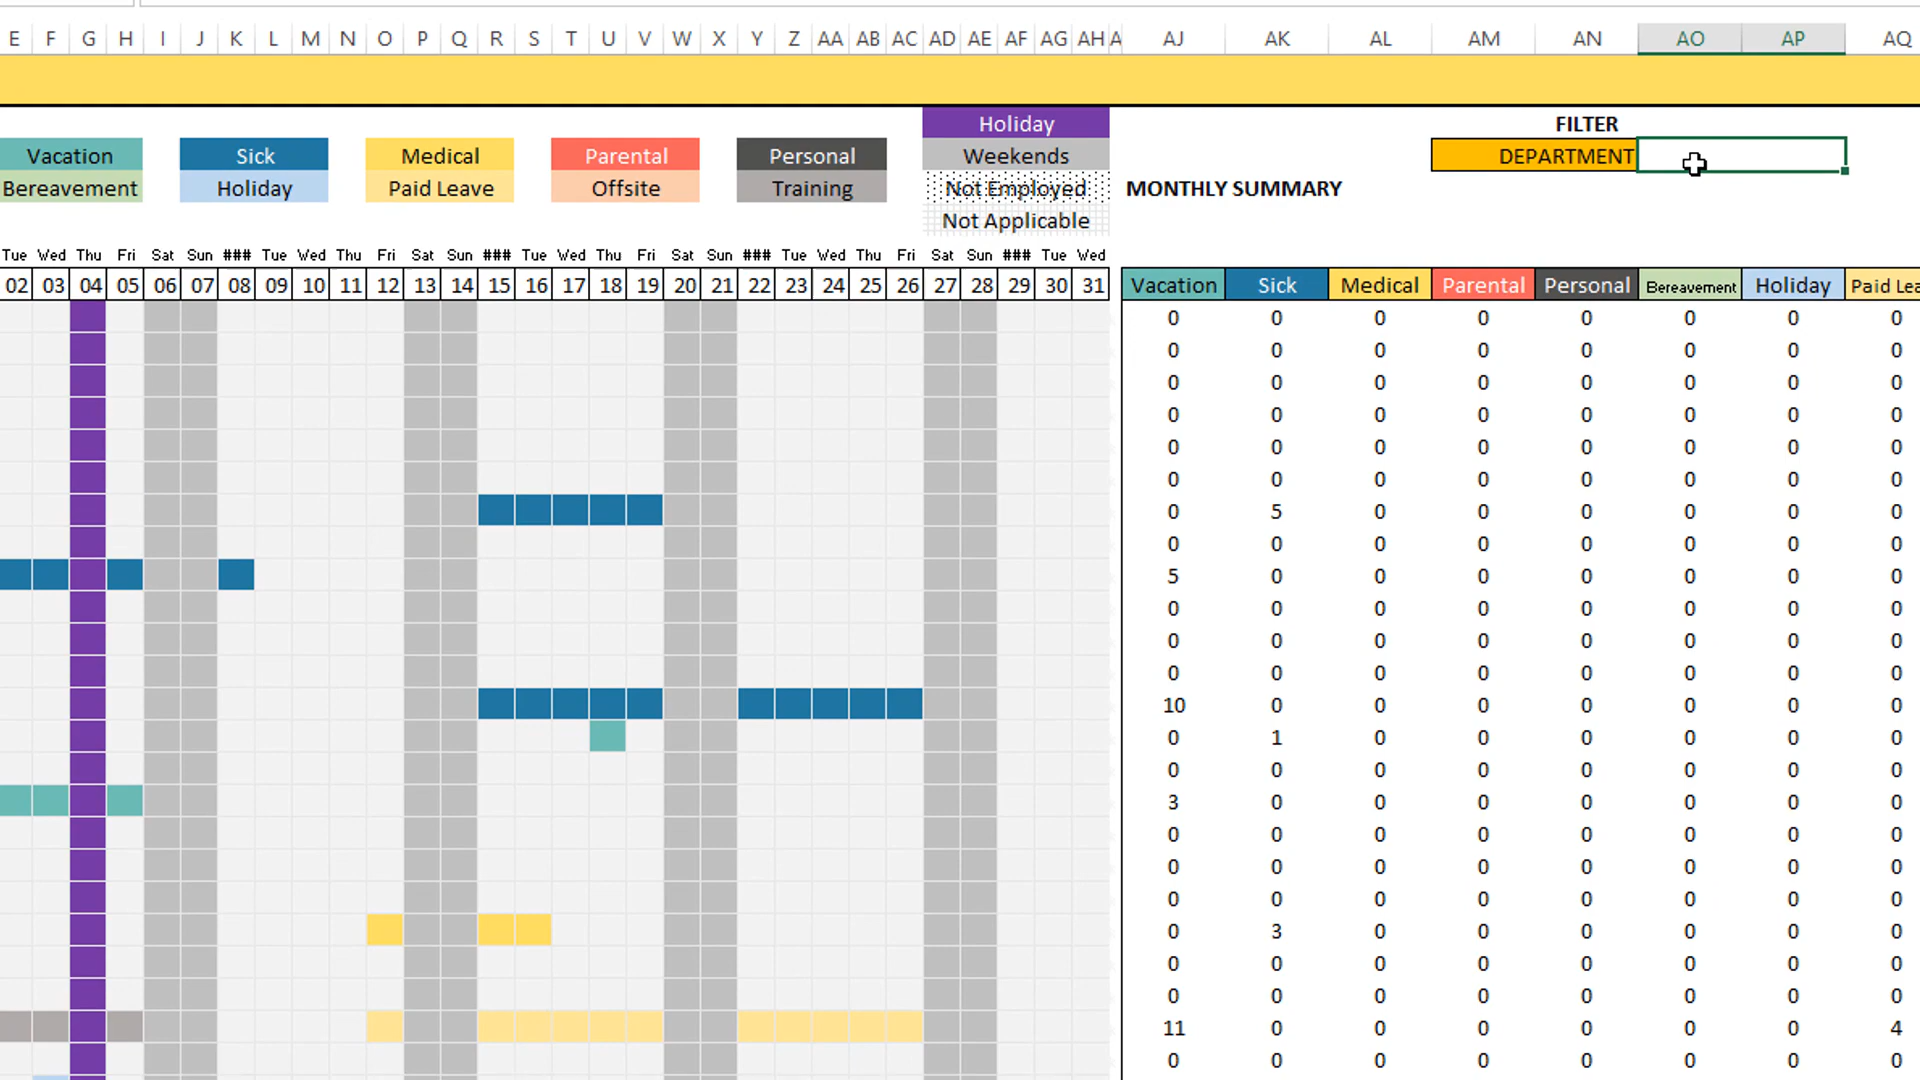 E F G H I J K L M N O P Q R S T U V W X Y Z AA AB AC AD AE AF AG AH A AJ AK AL AM AN AO AP AQ
Holiday FILTER
Vacation Sick Medical Parental Personal Weekends DEPARTMENT
Bereavement Holiday Paid Leave Offsite Training Not Employed MONTHLY SUMMARY
Not Applicable
Tue Wed Thu Fri Sat Sun ### Tue Wed Thu Fri Sat Sun ### Tue Wed Thu Fri Sat Sun ### Tue Wed Thu Fri Sat Sun ### Tue Wed
02 03 04 05 06 07 08 09 10 11 12 13 14 15 16 17 18 19 20 21 22 23 24 25 26 27 28 29 30 31 Vacation Sick Medical Parental Personal Bereavement Holiday Paid Lea
0 0 0 0 0 0 0 0
0 0 0 0 0 0 0 0
0 0 0 0 0 0 0 0
0 0 0 0 0 0 0 0
0 0 0 0 0 0 0 0
0 0 0 0 0 0 0 0
0 5 0 0 0 0 0 0
0 0 0 0 0 0 0 0
5 0 0 0 0 0 0 0
0 0 0 0 0 0 0 0
0 0 0 0 0 0 0 0
0 0 0 0 0 0 0 0
10 0 0 0 0 0 0 0
0 1 0 0 0 0 0 0
0 0 0 0 0 0 0 0
3 0 0 0 0 0 0 0
0 0 0 0 0 0 0 0
0 0 0 0 0 0 0 0
0 0 0 0 0 0 0 0
0 3 0 0 0 0 0 0
0 0 0 0 0 0 0 0
0 0 0 0 0 0 0 0
11 0 0 0 0 0 0 4
0 0 0 0 0 0 0 0